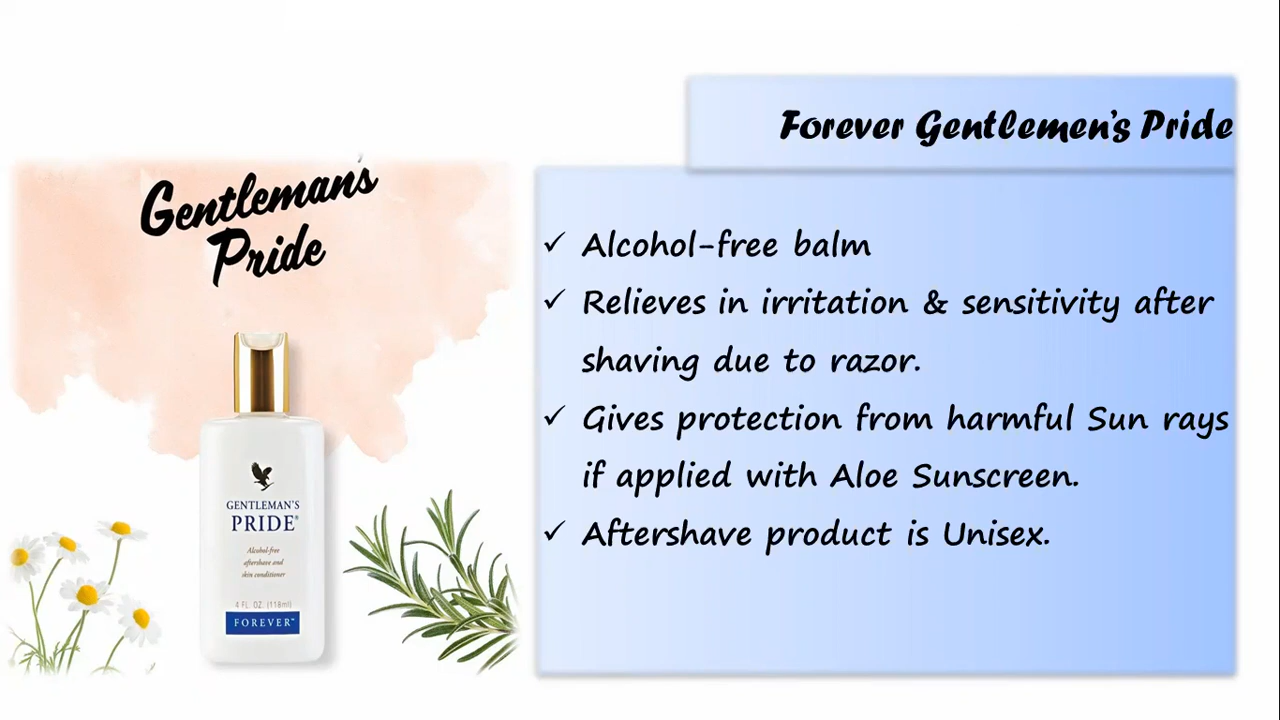 Forever Gentlemen's Pride
Gentleman's
Pride
GENTLEMAN'S
PRIDE®
Alcohol-free
aftershave and
skin conditioner
4 FL. OZ. (118ml)
FOREVER™
✓ Alcohol-free balm
✓ Relieves in irritation & sensitivity after
shaving due to razor.
✓ Gives protection from harmful Sun rays
if applied with Aloe Sunscreen.
✓ Aftershave product is Unisex.